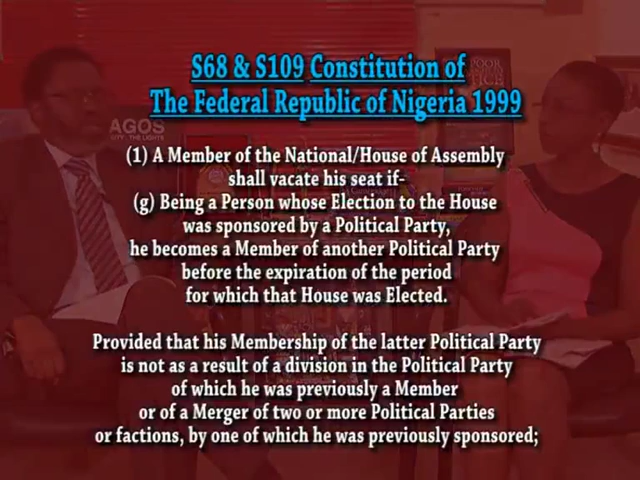 S68 & S109 Constitution of
The Federal Republic of Nigeria 1999
(1) A Member of the National/House of Assembly
shall vacate his seat if-
(g) Being a Person whose Election to the House
was sponsored by a Political Party,
he becomes a Member of another Political Party
before the expiration of the period
for which that House was Elected.
Provided that his Membership of the latter Political Party
is not as a result of a division in the Political Party
of which he was previously a Member
or of a Merger of two or more Political Parties
or factions, by one of which he was previously sponsored;
AGOS